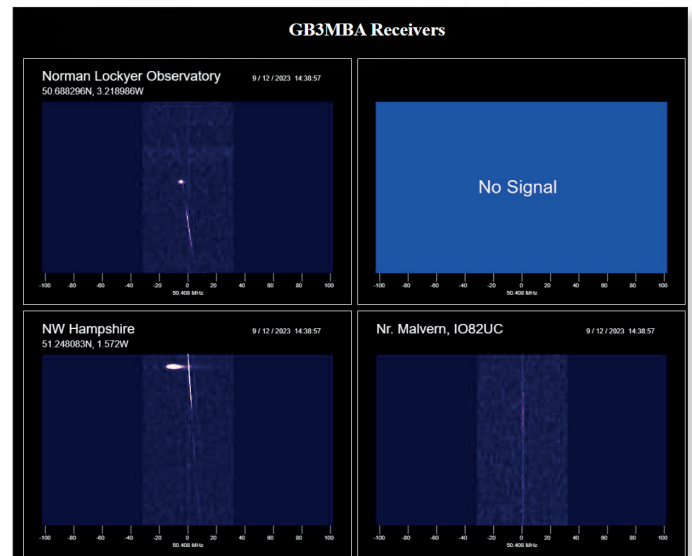 GB3MBA Receivers
Norman Lockyer Observatory 9 / 12 / 2023 14:38:57
50.688296N, 3.218986W
-100 -80 -60 -40 -20 0 20 40 60 80 100
50.408 MHz
No Signal
-100 -80 -60 -40 -20 0 20 40 60 80 100
50.408 MHz
NW Hampshire 9 / 12 / 2023 14:38:57
51.248083N, 1.572W
-100 -80 -60 -40 -20 0 20 40 60 80 100
50.408 MHz
Nr. Malvern, IO82UC 9 / 12 / 2023 14:38:57
-100 -80 -60 -40 -20 0 20 40 60 80 100
50.408 MHz